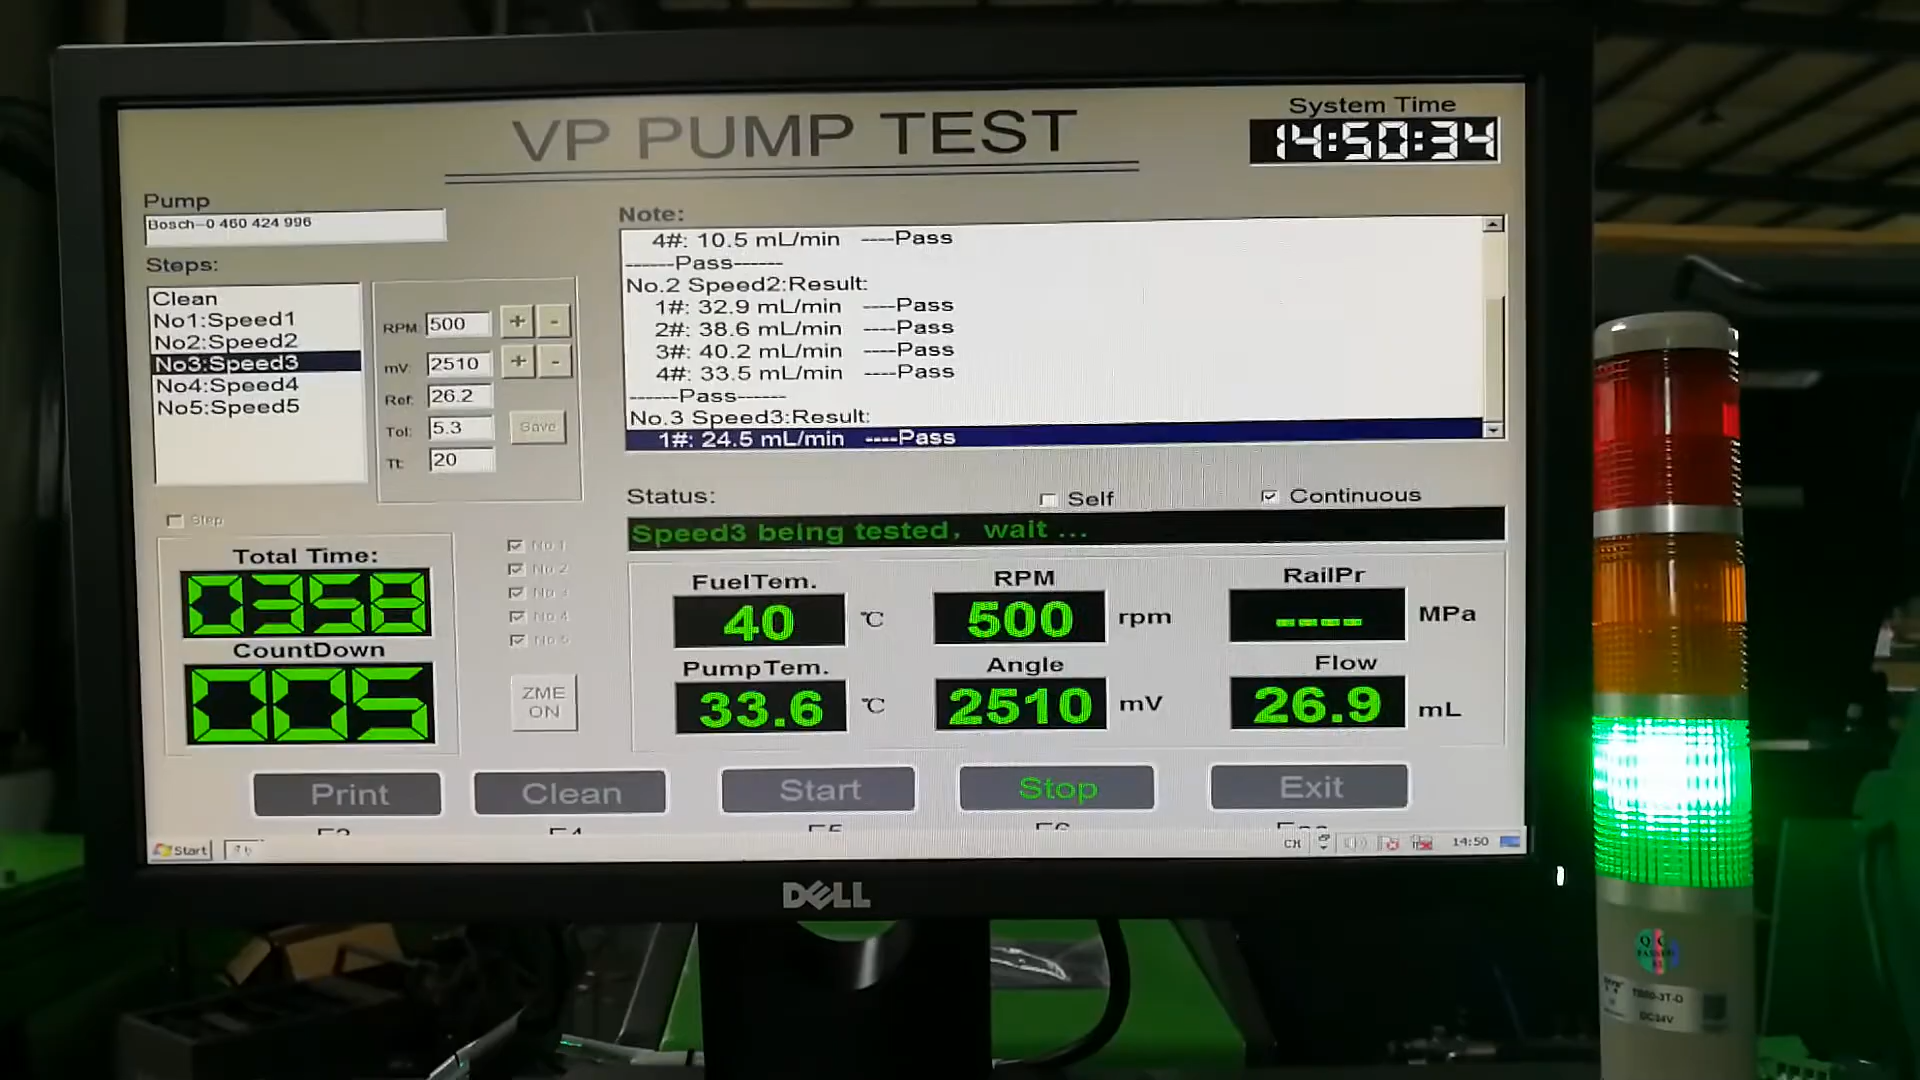 VP PUMP TEST
System Time
14:50:34
Pump
Bosch--0 460 424 996
Steps:
Clean
No1:Speed1
No2:Speed2
No3:Speed3
No4:Speed4
No5:Speed5
RPM: 500 + -
mV: 2510 + -
Ref: 26.2
Tol: 5.3
Save
Tt: 20
Note:
4#: 10.5 mL/min ----Pass
------Pass------
No.2 Speed2:Result:
1#: 32.9 mL/min ----Pass
2#: 38.6 mL/min ----Pass
3#: 40.2 mL/min ----Pass
4#: 33.5 mL/min ----Pass
------Pass------
No.3 Speed3:Result:
1#: 24.5 mL/min ----Pass
Status:
Self
Continuous
Speed3 being tested, wait ...
Step
Total Time:
0358
CountDown
005
No.1
No.2
No.3
No.4
No.5
ZME
ON
FuelTem.
40 ℃
RPM
500 rpm
RailPr
---- MPa
PumpTem.
33.6 ℃
Angle
2510 mV
Flow
26.9 mL
Print
Clean
Start
Stop
Exit
Start
CH
14:50
DELL
DC24V